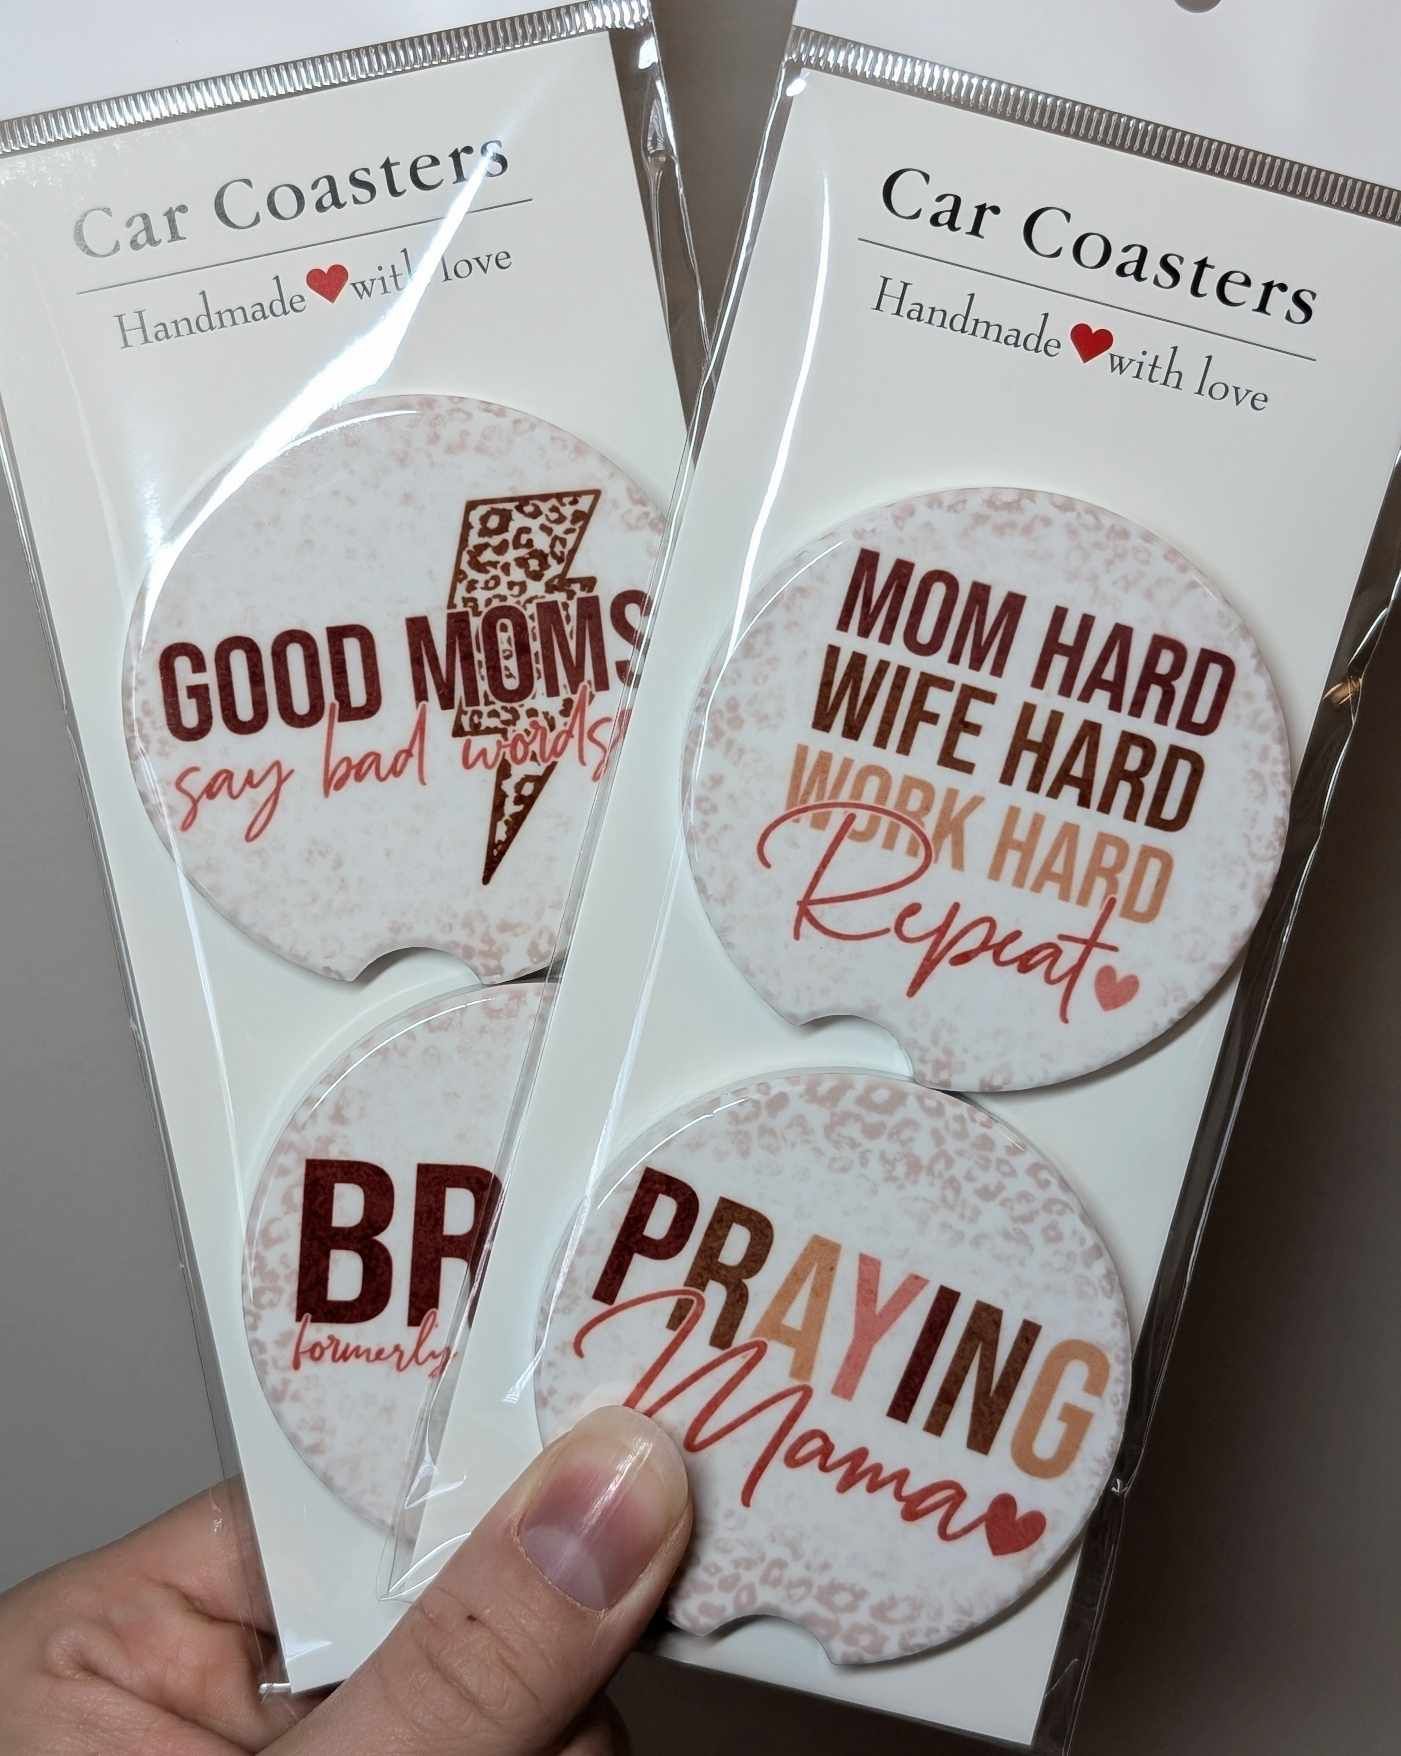 Car Coasters
Handmade ❤ with love
GOOD MOMS
say bad words
BR
formerly
Car Coasters
Handmade ❤ with love
MOM HARD
WIFE HARD
WORK HARD
Repeat
PRAYING
Mama